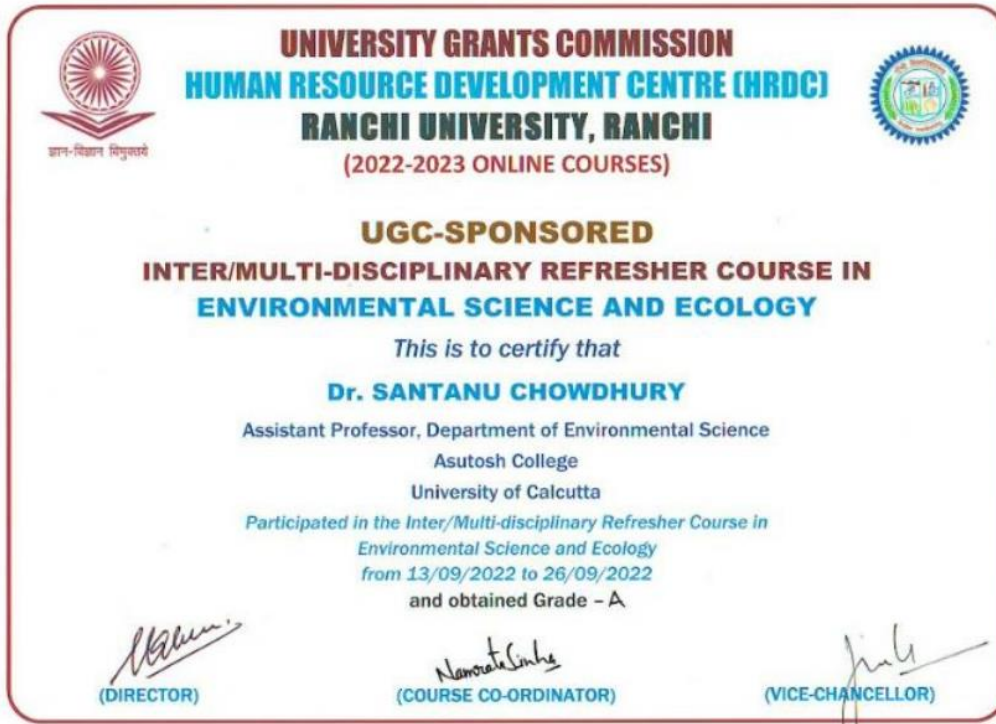 UNIVERSITY GRANTS COMMISSION
HUMAN RESOURCE DEVELOPMENT CENTRE (HRDC)
RANCHI UNIVERSITY, RANCHI
(2022-2023 ONLINE COURSES)
ज्ञान-विज्ञान विमुक्तये
UGC-SPONSORED
INTER/MULTI-DISCIPLINARY REFRESHER COURSE IN
ENVIRONMENTAL SCIENCE AND ECOLOGY
This is to certify that
Dr. SANTANU CHOWDHURY
Assistant Professor, Department of Environmental Science
Asutosh College
University of Calcutta
Participated in the Inter/Multi-disciplinary Refresher Course in
Environmental Science and Ecology
from 13/09/2022 to 26/09/2022
and obtained Grade – A
Namrata Sinha
(DIRECTOR) (COURSE CO-ORDINATOR) (VICE-CHANCELLOR)